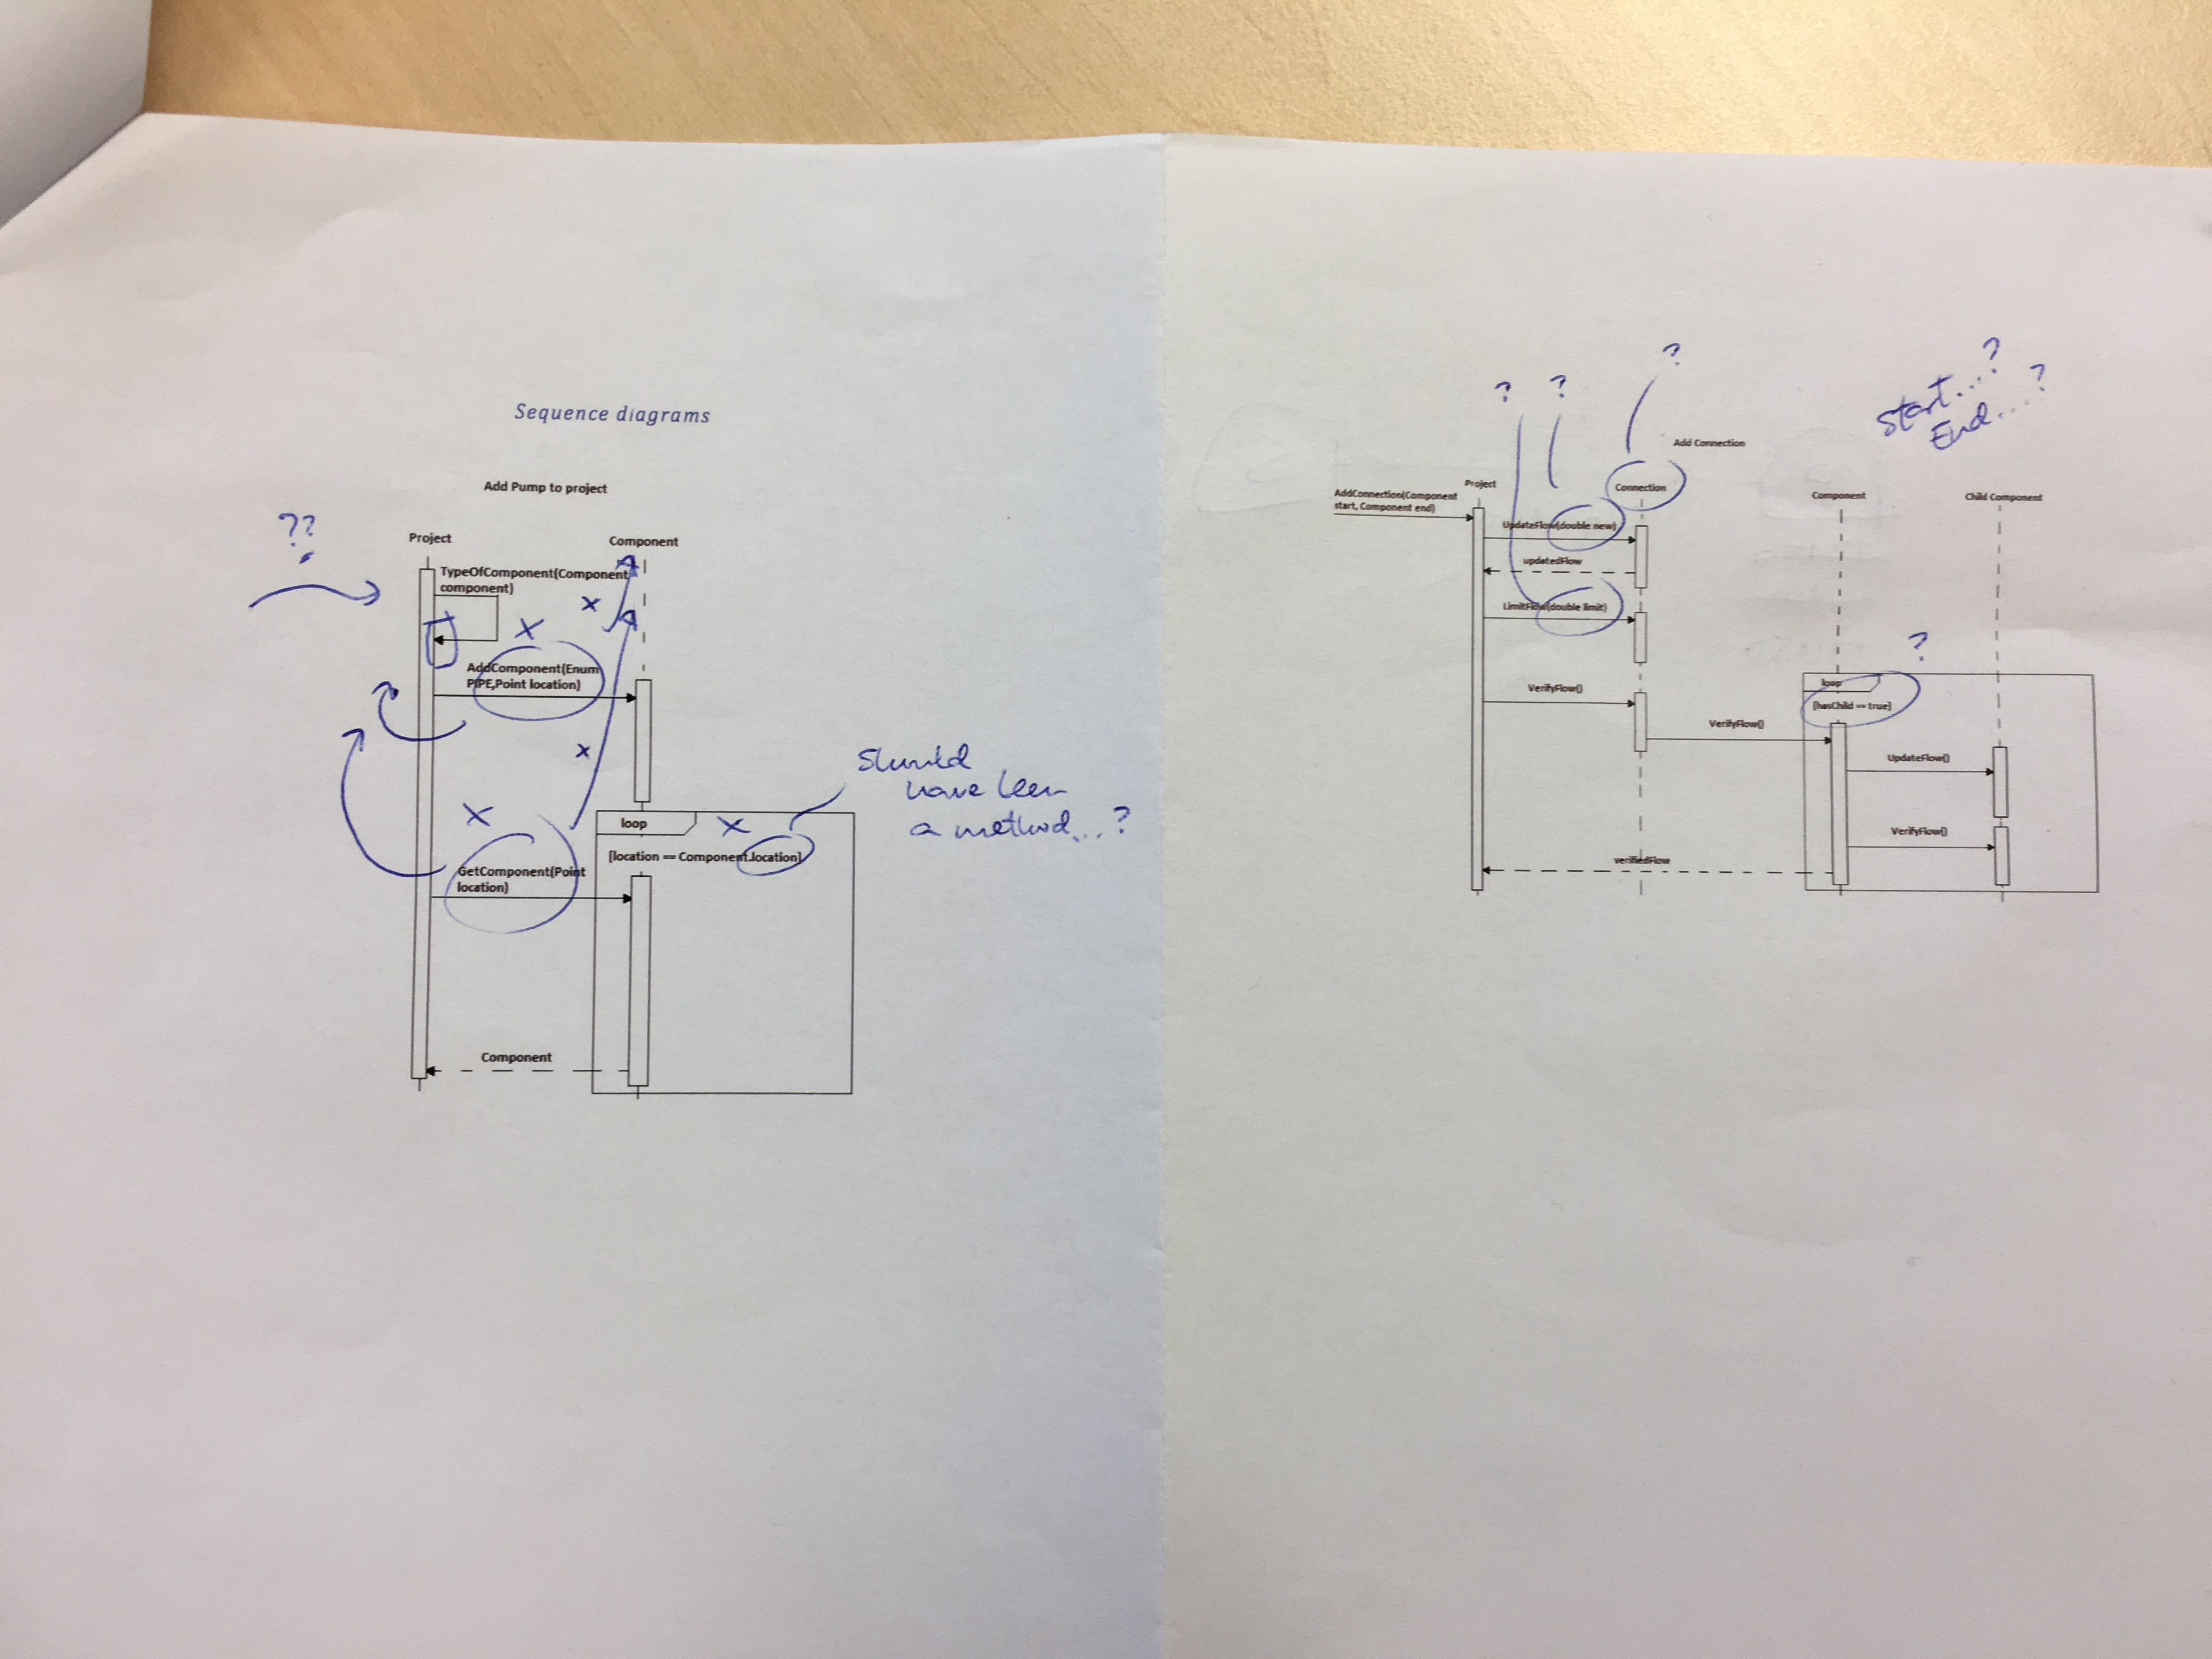 Sequence diagrams
Add Pump to project
??
Project
Component
TypeOfComponent(Component
component)
x
x
AddComponent(Enum
PIPE,Point location)
x
Should
have been
a method...?
x
loop
x
[location == Component.location]
GetComponent(Point
location)
Component
?
?
?
Start...?
End....?
Add Connection
Project
Connection
Component
Child Component
AddConnection(Component
start, Component end)
UpdateFlow(double new)
updatedFlow
LimitFlow(double limit)
?
loop
[hasChild == true]
VerifyFlow()
VerifyFlow()
UpdateFlow()
VerifyFlow()
verifiedFlow